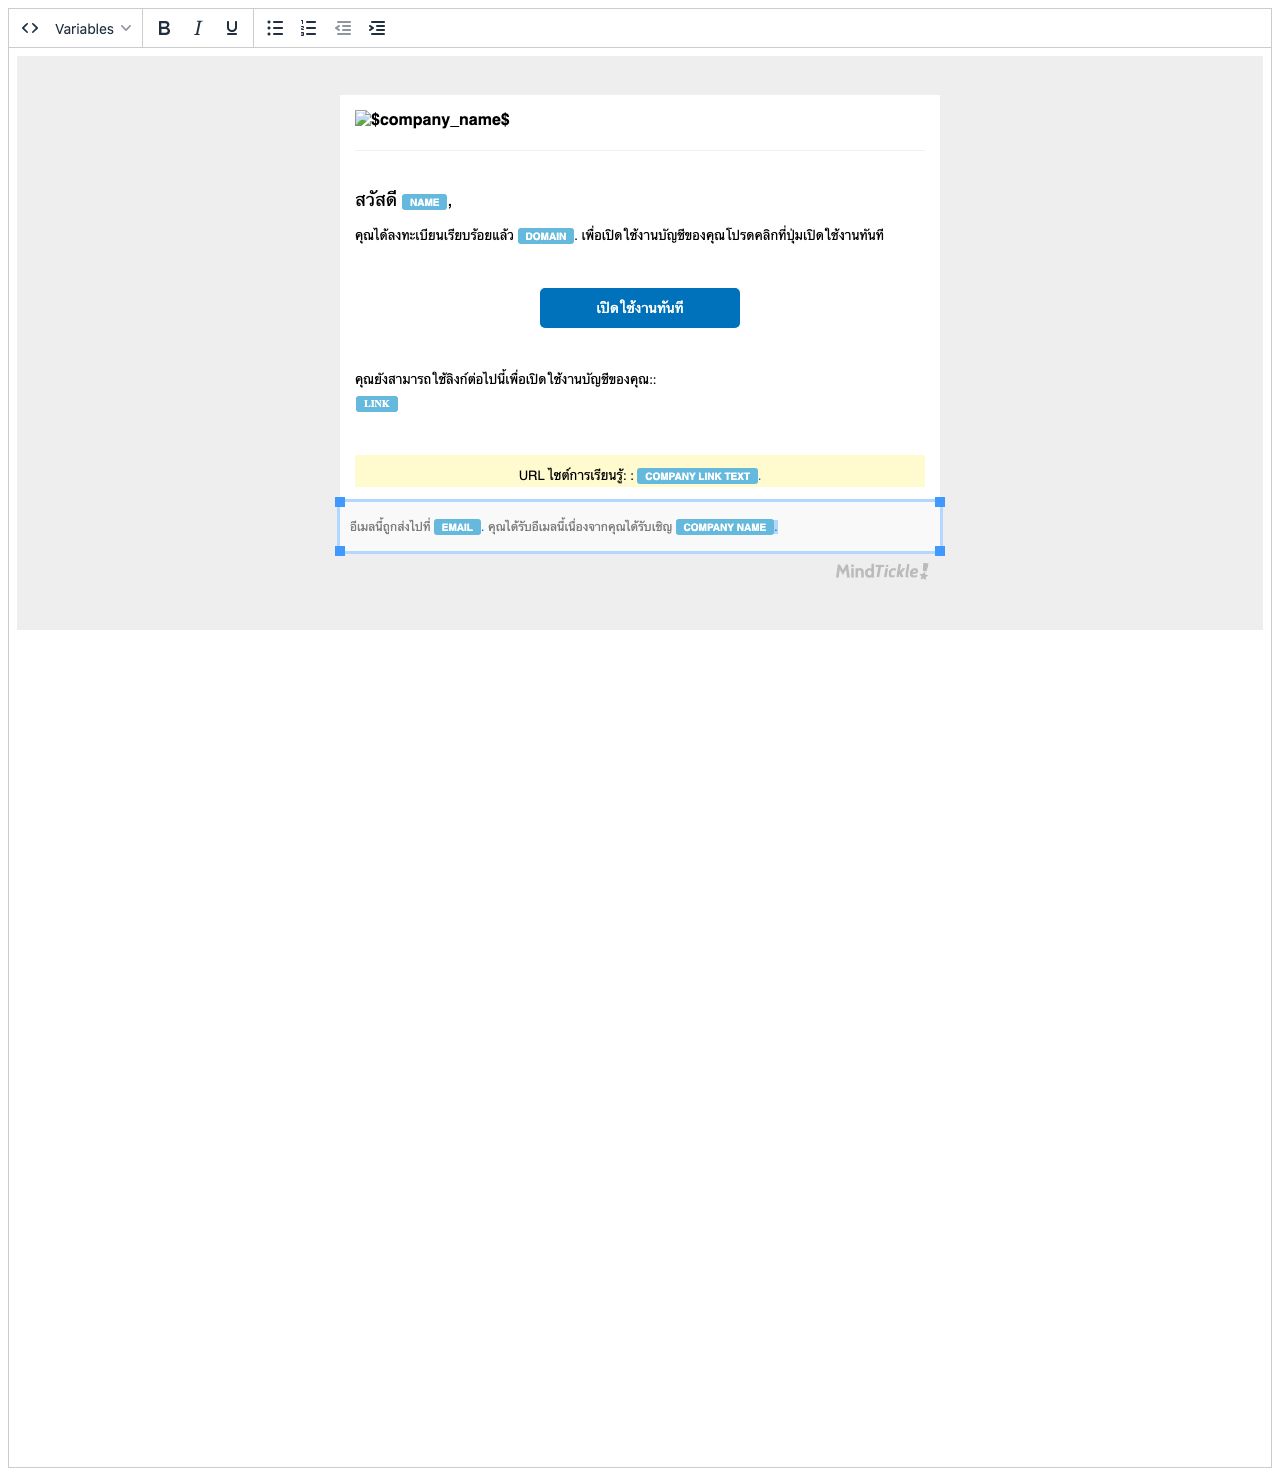 Variables B I U
$company_name$
สวัสดี NAME,
คุณได้ลงทะเบียนเรียบร้อยแล้ว DOMAIN. เพื่อเปิดใช้งานบัญชีของคุณโปรดคลิกที่ปุ่มเปิดใช้งานทันที
เปิดใช้งานทันที
คุณยังสามารถใช้ลิงก์ต่อไปนี้เพื่อเปิดใช้งานบัญชีของคุณ::
LINK
URL ไซต์การเรียนรู้: : COMPANY LINK TEXT.
อีเมลนี้ถูกส่งไปที่ EMAIL. คุณได้รับอีเมลนี้เนื่องจากคุณได้รับเชิญ COMPANY NAME.
MindTickle!